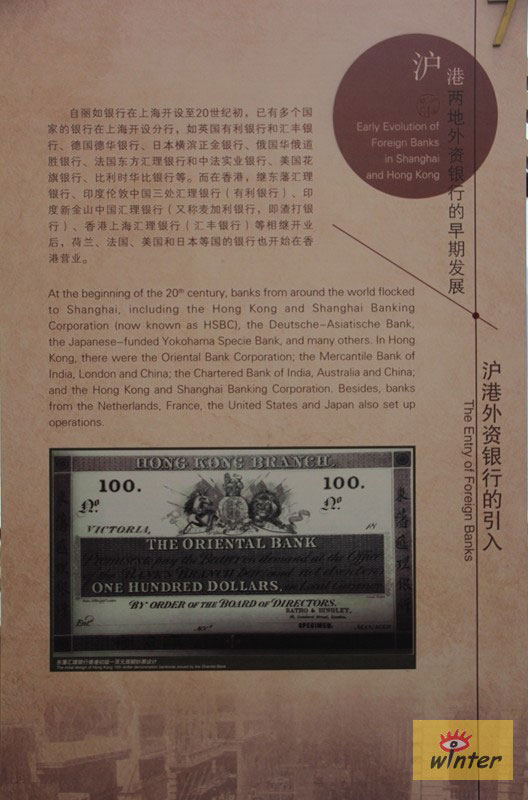 沪港两地外资银行的早期发展
Early Evolution of
Foreign Banks
in Shanghai
and Hong Kong
自丽如银行在上海开设至20世纪初，已有多个国
家的银行在上海开设分行，如英国有利银行和汇丰银
行、德国德华银行、日本横滨正金银行、俄国华俄道
胜银行、法国东方汇理银行和中法实业银行、美国花
旗银行、比利时华比银行等。而在香港，继东藩汇理
银行、印度伦敦中国三处汇理银行（有利银行）、印
度新金山中国汇理银行（又称麦加利银行，即渣打银
行）、香港上海汇理银行（汇丰银行）等相继开业
后，荷兰、法国、美国和日本等国的银行也开始在香
港营业。
At the beginning of the 20th century, banks from around the world flocked
to Shanghai, including the Hong Kong and Shanghai Banking
Corporation (now known as HSBC), the Deutsche-Asiatische Bank,
the Japanese-funded Yokohama Specie Bank, and many others. In Hong
Kong, there were the Oriental Bank Corporation; the Mercantile Bank of
India, London and China; the Chartered Bank of India, Australia and China;
and the Hong Kong and Shanghai Banking Corporation. Besides, banks
from the Netherlands, France, the United States and Japan also set up
operations.
沪港外资银行的引入
The Entry of Foreign Banks
HONG KONG BRANCH.
100.
100.
No.
No.
VICTORIA,
18
THE ORIENTAL BANK
Promises to pay the Bearer on demand at the Office
ONE HUNDRED DOLLARS,
BY ORDER OF THE BOARD OF DIRECTORS.
SPECIMEN.
Entd
winter